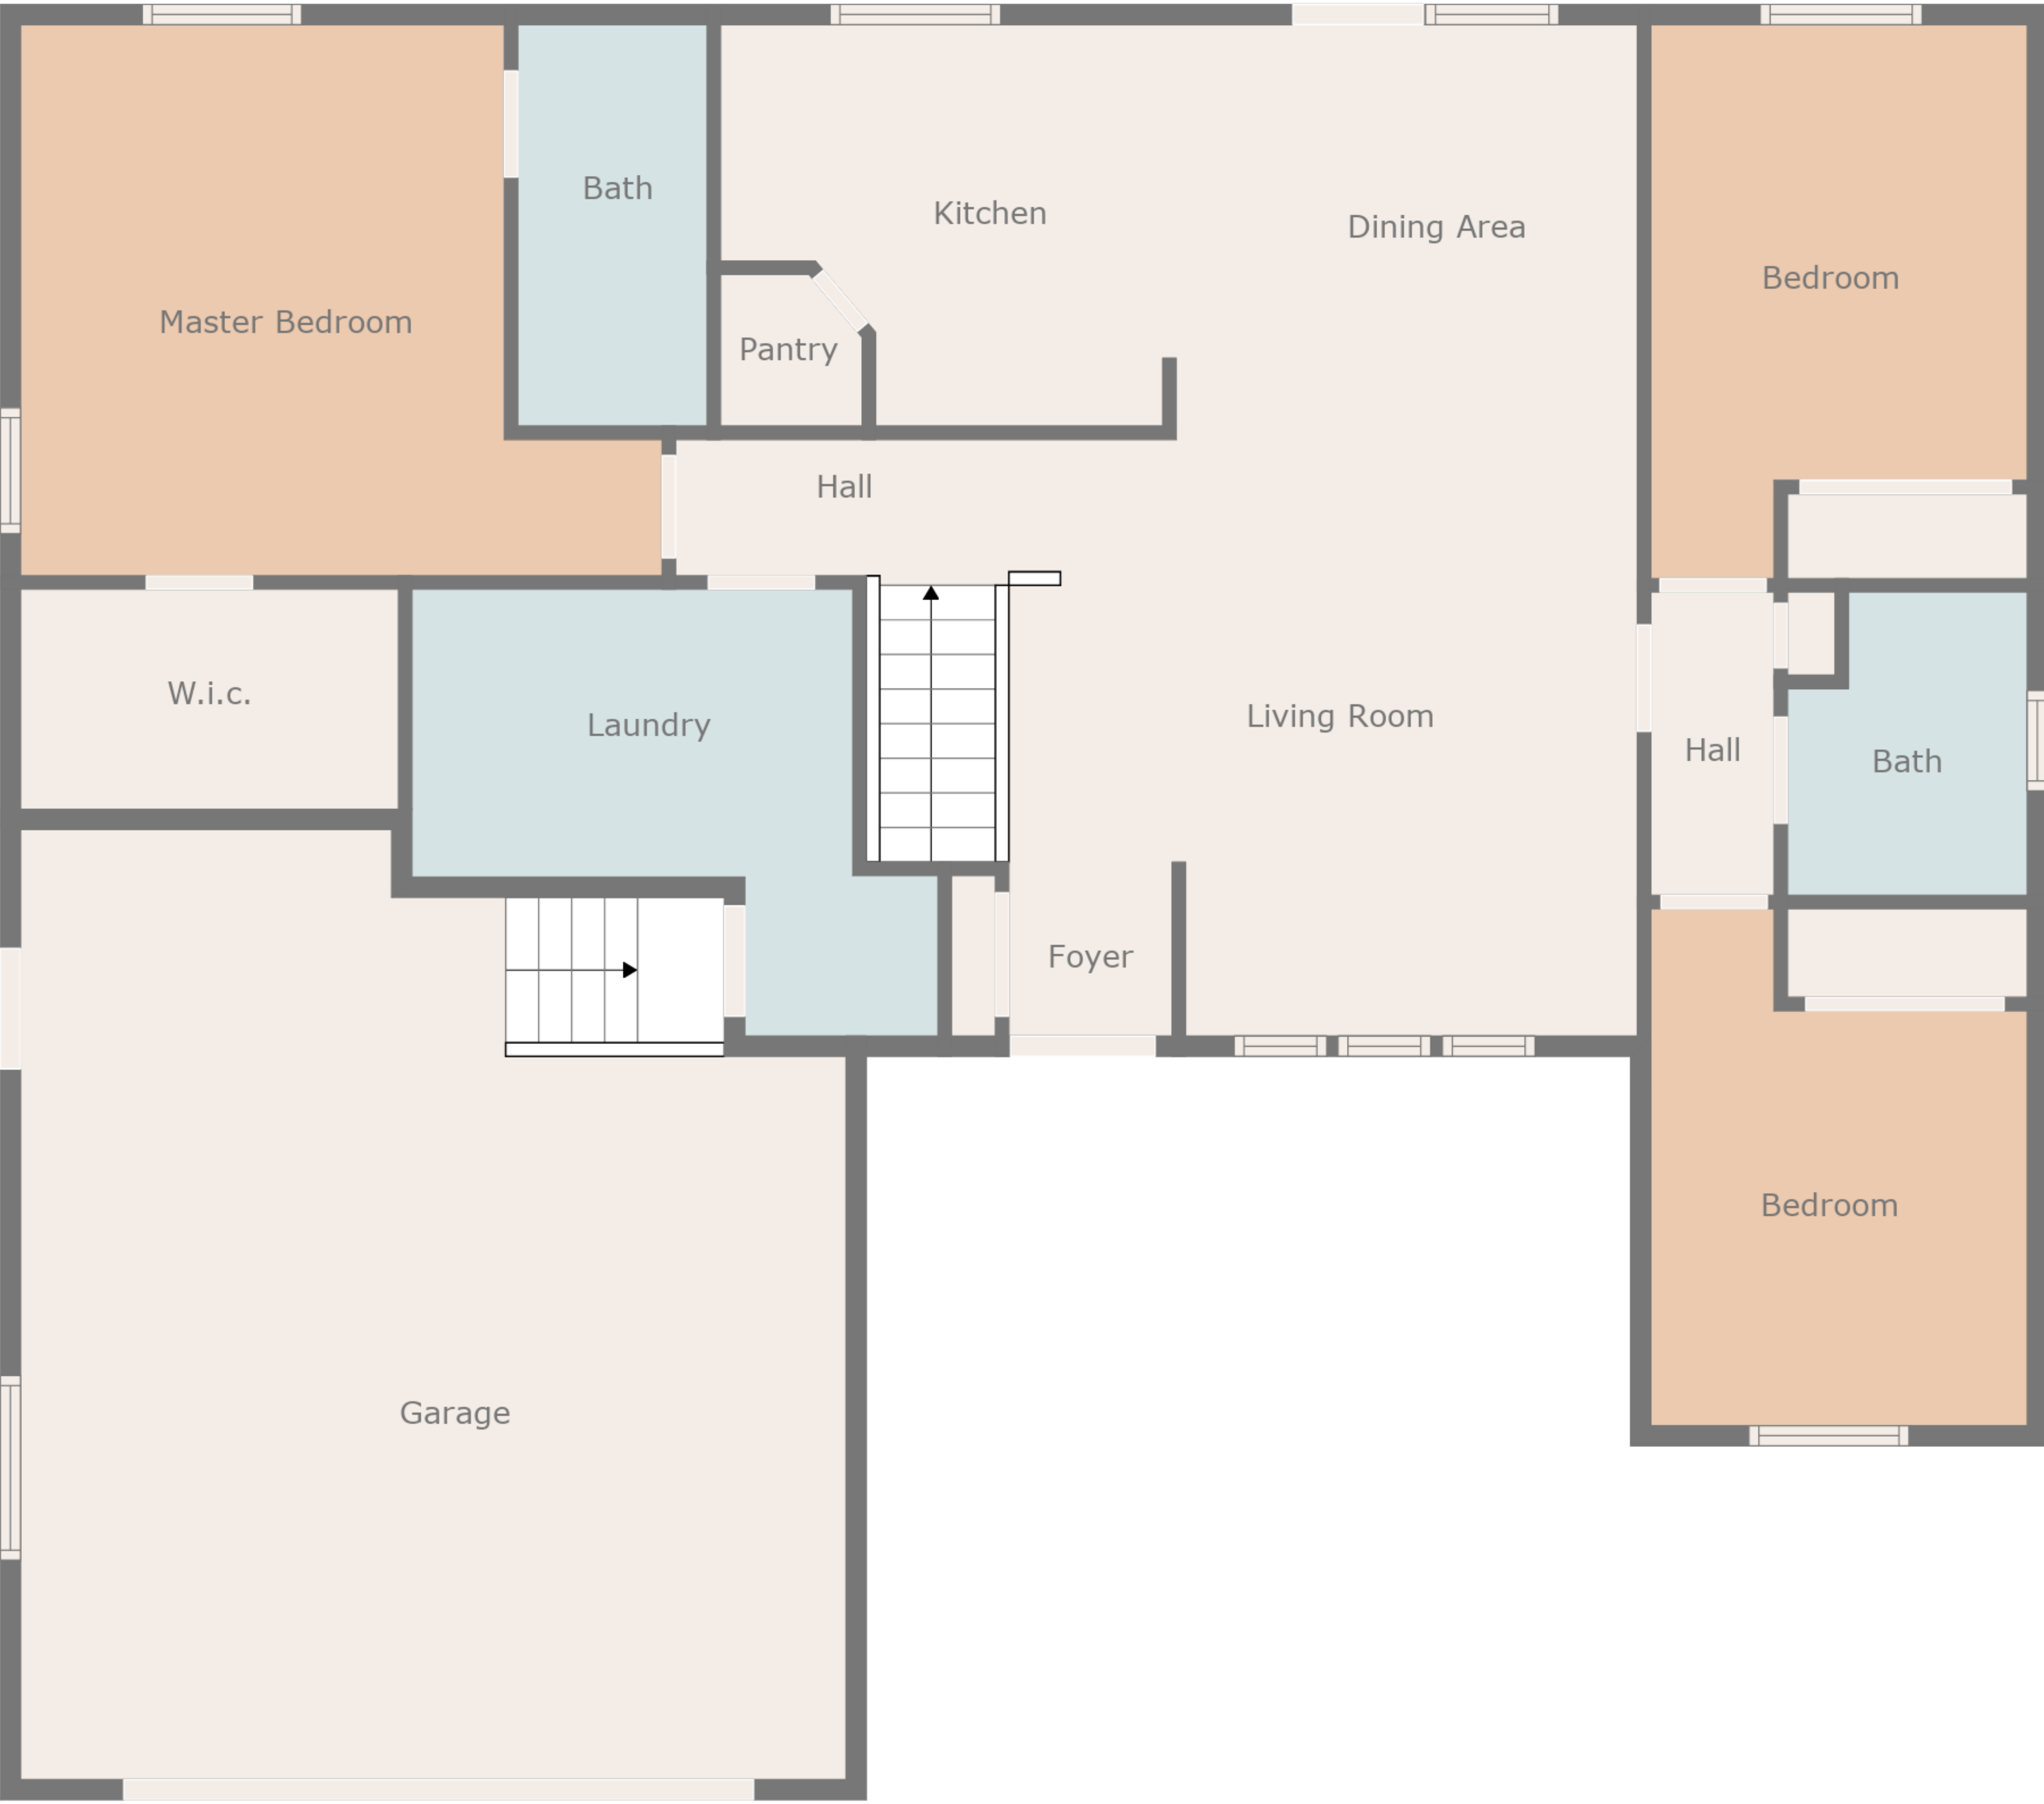 Bath
Kitchen
Dining Area
Bedroom
Master Bedroom
Pantry
Hall
W.i.c.
Laundry
Living Room
Hall
Bath
Foyer
Bedroom
Garage